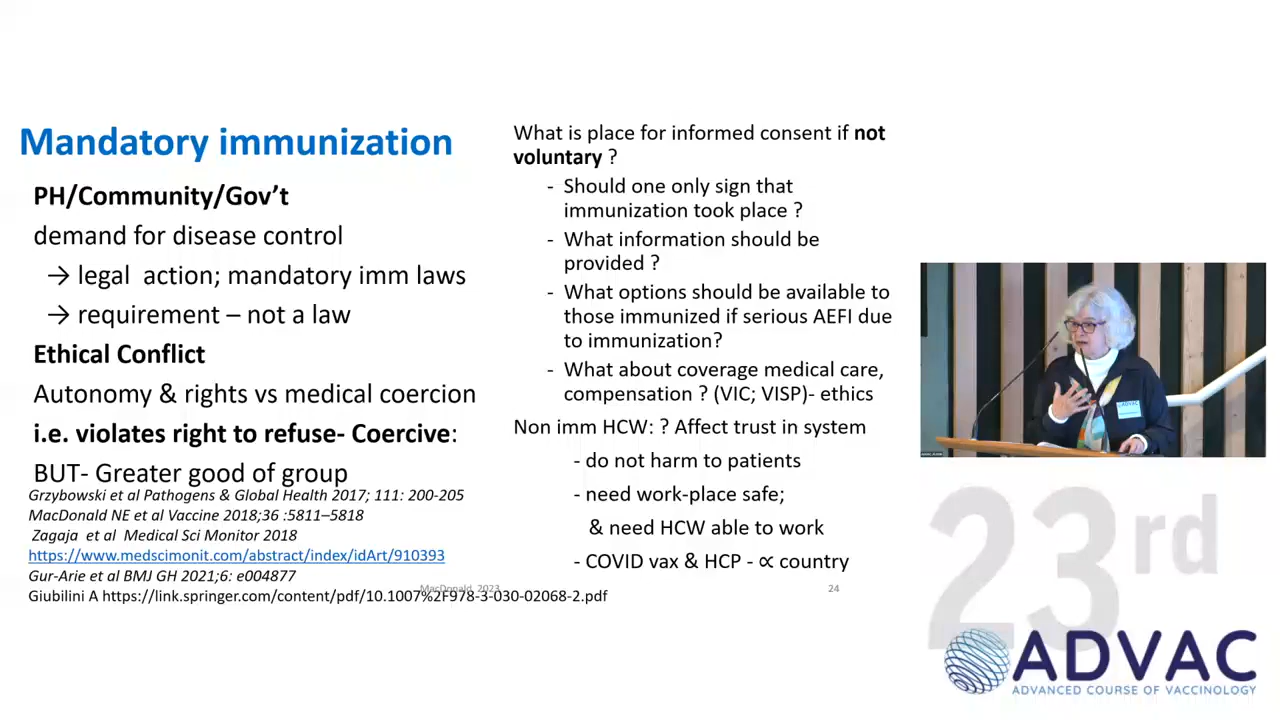 Mandatory immunization
PH/Community/Gov’t
demand for disease control
→ legal action; mandatory imm laws
→ requirement – not a law
Ethical Conflict
Autonomy & rights vs medical coercion
i.e. violates right to refuse- Coercive:
BUT- Greater good of group
Grzybowski et al Pathogens & Global Health 2017; 111: 200-205
MacDonald NE et al Vaccine 2018;36 :5811–5818
Zagaja et al Medical Sci Monitor 2018
https://www.medscimonit.com/abstract/index/idArt/910393
Gur-Arie et al BMJ GH 2021;6: e004877
Giubilini A https://link.springer.com/content/pdf/10.1007%2F978-3-030-02068-2.pdf
What is place for informed consent if not
voluntary ?
- Should one only sign that
immunization took place ?
- What information should be
provided ?
- What options should be available to
those immunized if serious AEFI due
to immunization?
- What about coverage medical care,
compensation ? (VIC; VISP)- ethics
Non imm HCW: ? Affect trust in system
- do not harm to patients
- need work-place safe;
& need HCW able to work
- COVID vax & HCP - ∝ country
MacDonald, 2023
24
ADVAC
23rd
ADVAC
ADVANCED COURSE OF VACCINOLOGY